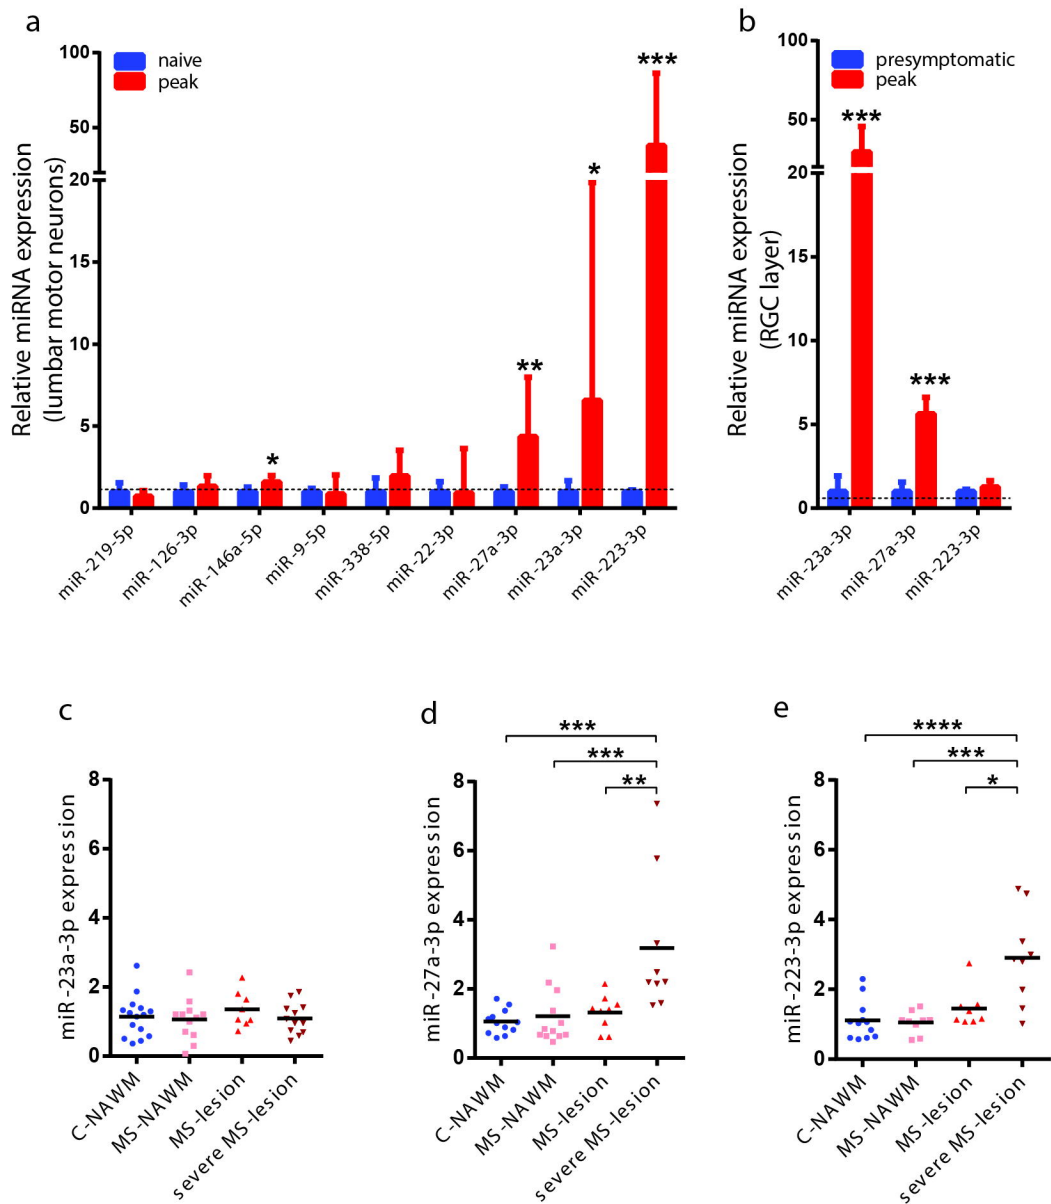 a
100
50
20
15
10
5
0
Relative miRNA expression
(lumbar motor neurons)
naive
peak
*
**
*
***
miR-219-5p
miR-126-3p
miR-146a-5p
miR-9-5p
miR-338-5p
miR-22-3p
miR-27a-3p
miR-23a-3p
miR-223-3p
b
100
50
20
20
15
10
5
0
Relative miRNA expression
(RGC layer)
presymptomatic
peak
***
***
miR-23a-3p
miR-27a-3p
miR-223-3p
c
8
6
4
2
0
miR-23a-3p expression
C-NAWM
MS-NAWM
MS-lesion
severe MS-lesion
d
***
***
**
8
6
4
2
0
miR-27a-3p expression
C-NAWM
MS-NAWM
MS-lesion
severe MS-lesion
e
****
***
*
8
6
4
2
0
miR-223-3p expression
C-NAWM
MS-NAWM
MS-lesion
severe MS-lesion